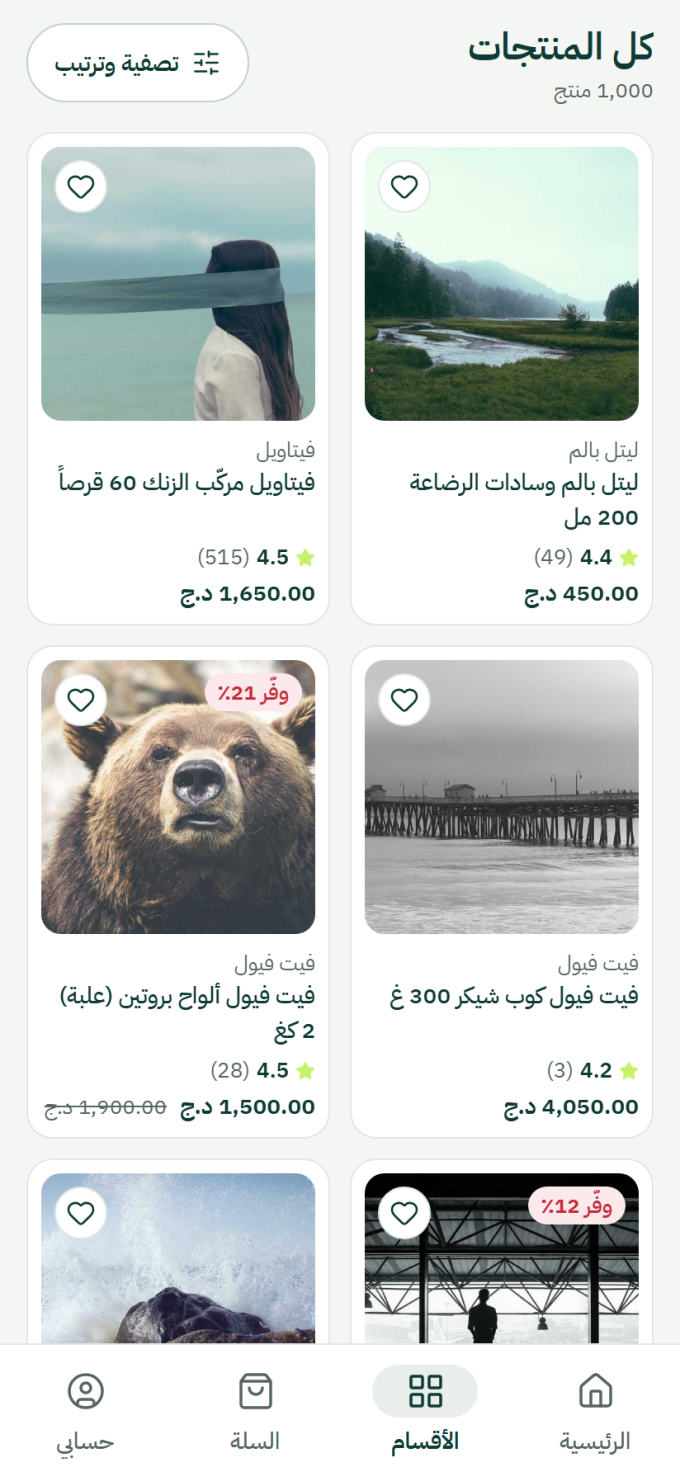 كل المنتجات
1,000 منتج
تصفية وترتيب
ليتل بالم
ليتل بالم وسادات الرضاعة
200 مل
4.4 (49)
450.00 د.ج
فيتاويل
فيتاويل مركّب الزنك 60 قرصاً
4.5 (515)
1,650.00 د.ج
فيت فيول
فيت فيول كوب شيكر 300 غ
4.2 (3)
4,050.00 د.ج
وفّر 21٪
فيت فيول
فيت فيول ألواح بروتين (علبة)
2 كغ
4.5 (28)
1,500.00 د.ج 1,900.00 د.ج
وفّر 12٪
الرئيسية
الأقسام
السلة
حسابي